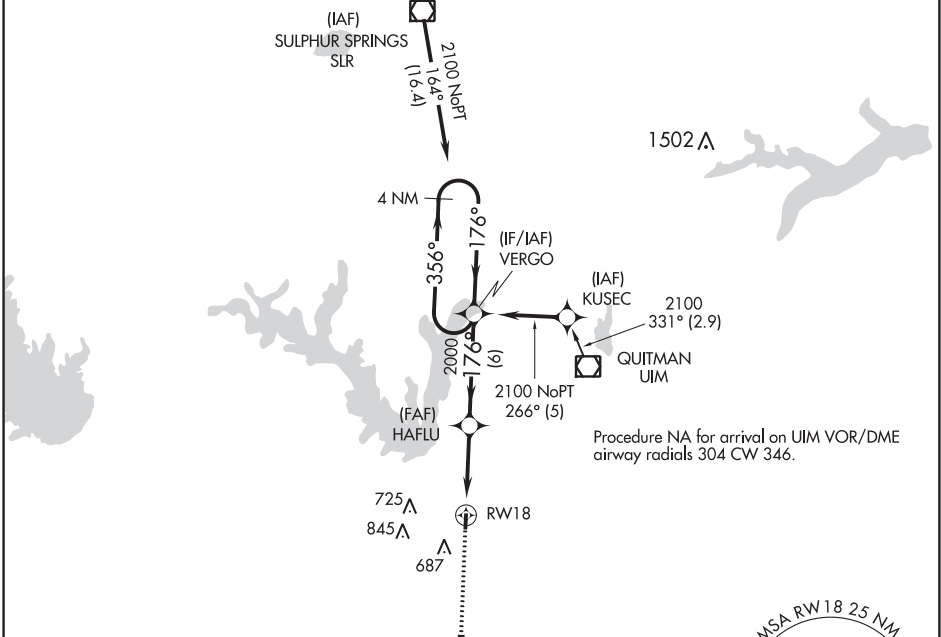 (IAF)
SULPHUR SPRINGS
SLR
2100 NoPT
164°
(16.4)
1502
4 NM
176°
356°
(IF/IAF)
VERGO
(IAF)
KUSEC
2100
331° (2.9)
QUITMAN
UIM
2000
176°
(6)
2100 NoPT
266° (5)
(FAF)
HAFLU
Procedure NA for arrival on UIM VOR/DME
airway radials 304 CW 346.
725
845
687
RW18
MSA RW18 25 NM